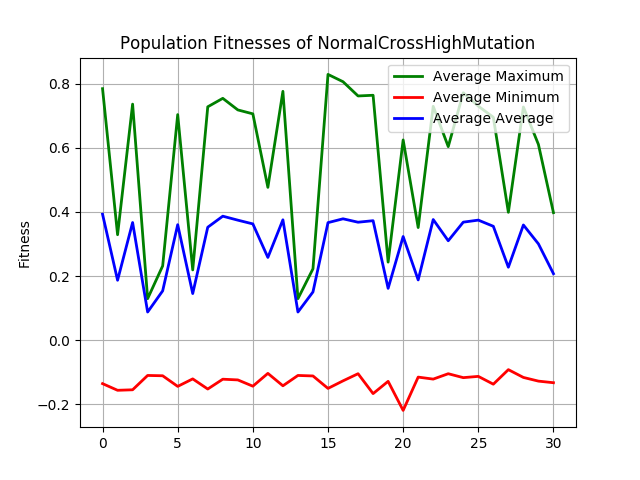 Population Fitnesses of NormalCrossHighMutation
Average Maximum
Average Minimum
Average Average
Fitness
0.8
0.6
0.4
0.2
0.0
−0.2
0 5 10 15 20 25 30